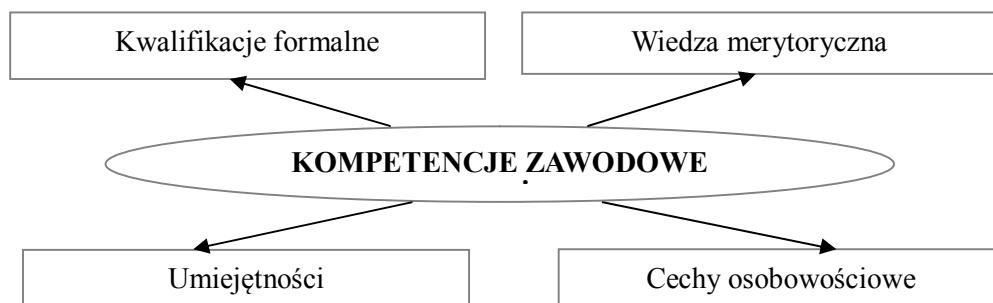 Kwalifikacje formalne
Wiedza merytoryczna
KOMPETENCJE ZAWODOWE
Umiejętności
Cechy osobowościowe